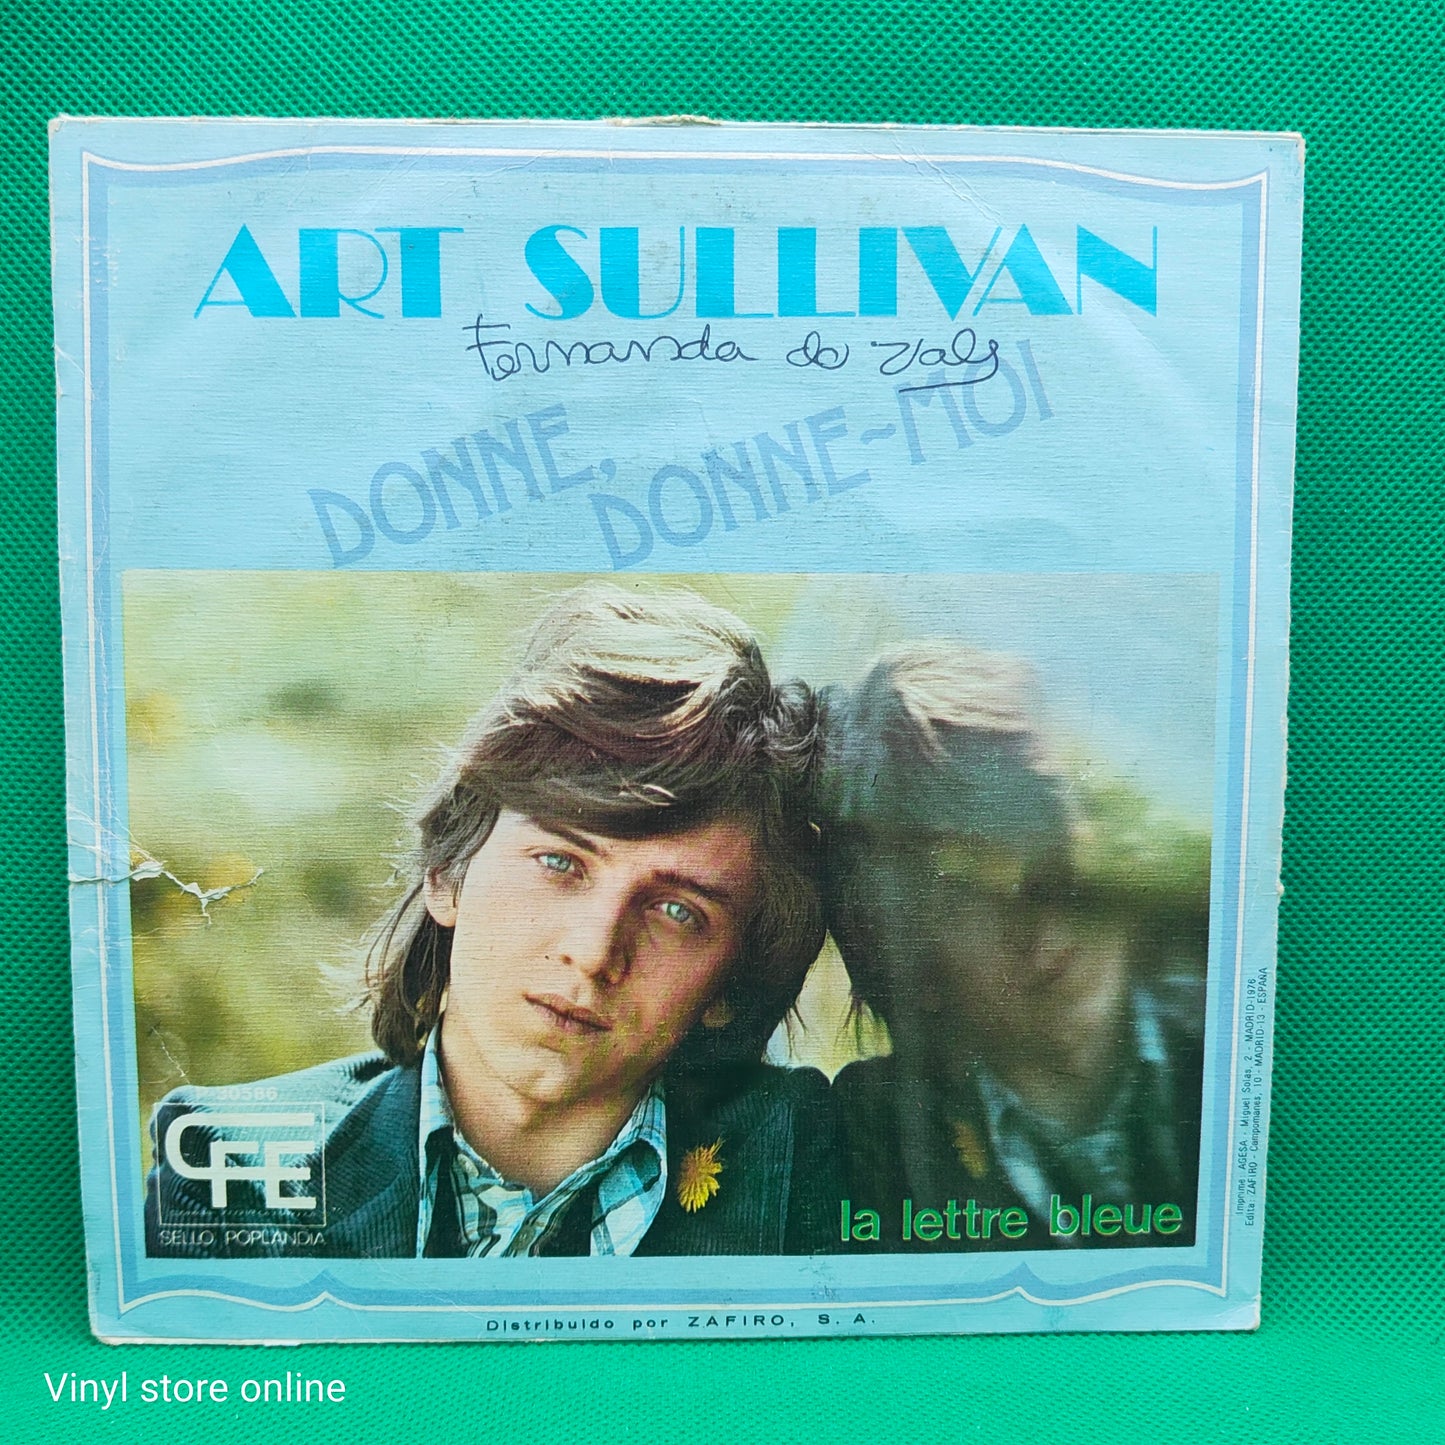 ART SULLIVAN
Fernanda do Vale
DONNE,
DONNE-MOI
30586
CFE
SELLO POPLANDIA
la lettre bleue
Imprime: AGESA - Miguel Solas, 2 - MADRID-1976
Edita: ZAFIRO - Campomanes, 10 - MADRID-13 - ESPAÑA
Distribuido por ZAFIRO, S. A.
Vinyl store online